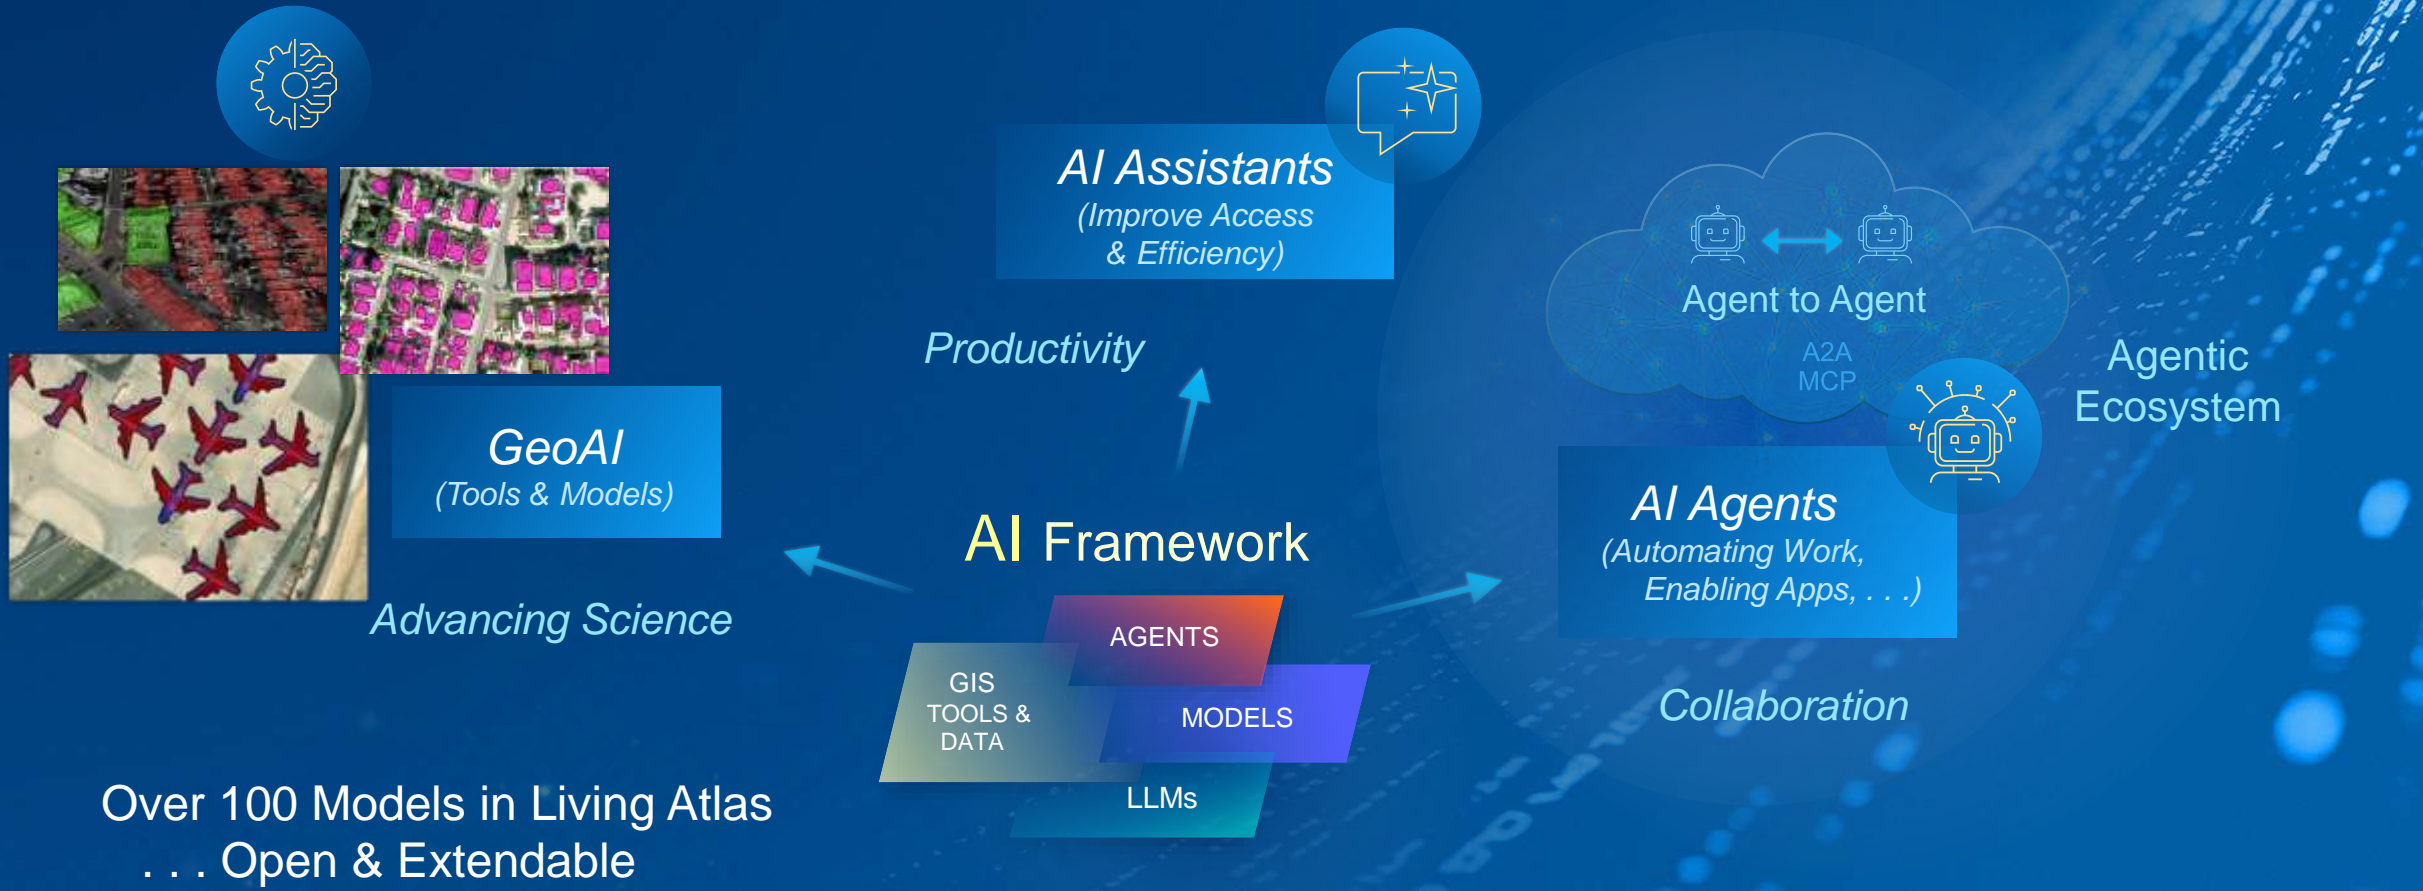 AI Assistants
(Improve Access
& Efficiency)
Productivity
Agent to Agent
A2A
MCP
Agentic
Ecosystem
GeoAI
(Tools & Models)
Advancing Science
AI Agents
(Automating Work,
Enabling Apps, . . .)
Collaboration
AI Framework
AGENTS
GIS
TOOLS &
DATA
MODELS
LLMs
Over 100 Models in Living Atlas
. . . Open & Extendable